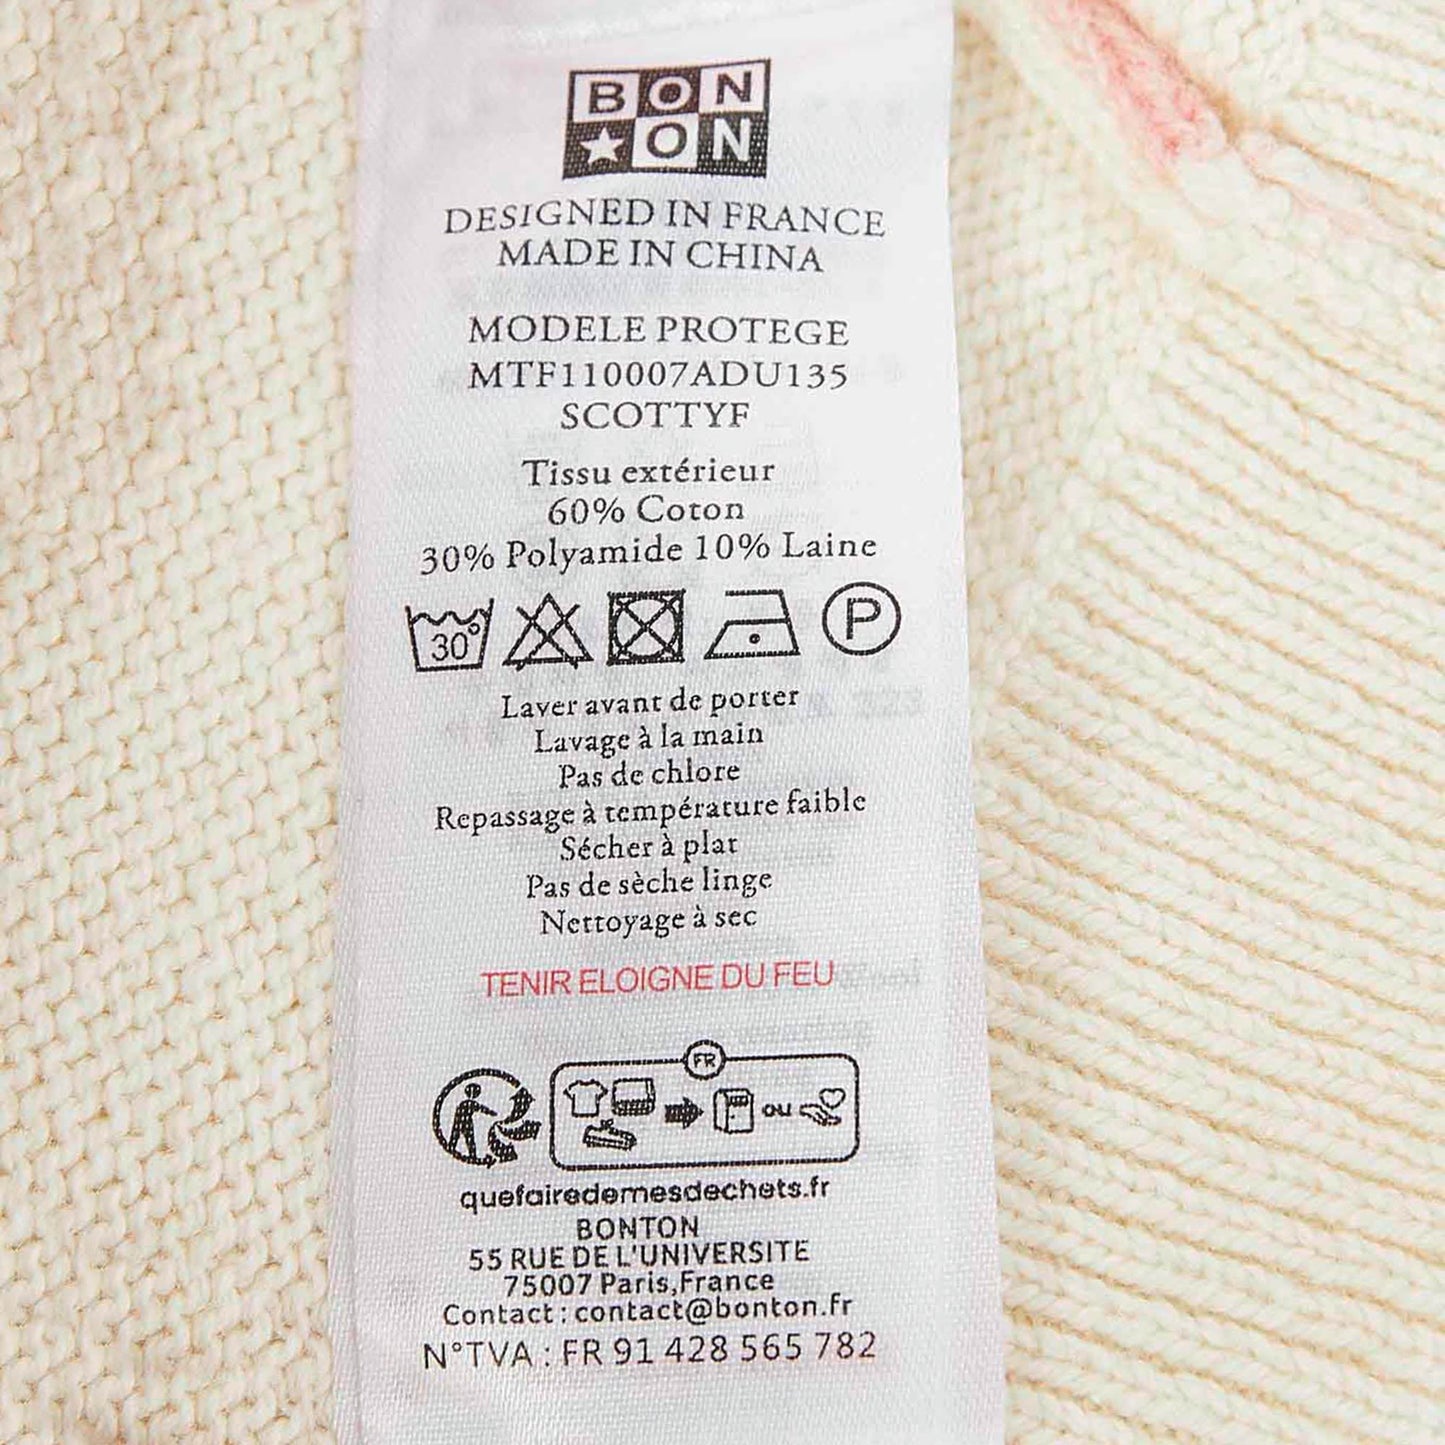 BON
TON
DESIGNED IN FRANCE
MADE IN CHINA
MODELE PROTEGE
MTF110007ADU135
SCOTTYF
Tissu extérieur
60% Coton
30% Polyamide 10% Laine
30° P
Laver avant de porter
Lavage à la main
Pas de chlore
Repassage à température faible
Sécher à plat
Pas de sèche linge
Nettoyage à sec
TENIR ELOIGNE DU FEU
FR
ou
quefairedemesdechets.fr
BONTON
55 RUE DE L'UNIVERSITE
75007 Paris,France
Contact : contact@bonton.fr
N°TVA : FR 91 428 565 782